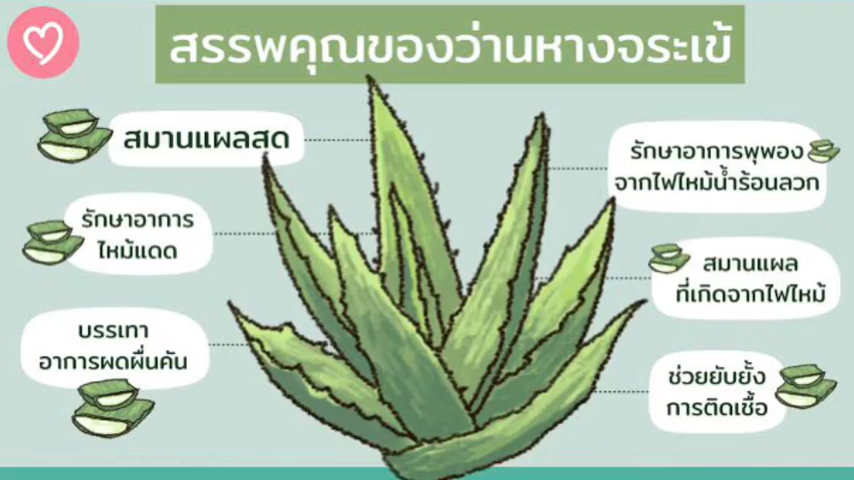 สรรพคุณของว่านหางจระเข้
สมานแผลสด
รักษาอาการ
ไหม้แดด
บรรเทา
อาการผดผื่นคัน
รักษาอาการพุพอง
จากไฟไหม้น้ำร้อนลวก
สมานแผล
ที่เกิดจากไฟไหม้
ช่วยยับยั้ง
การติดเชื้อ